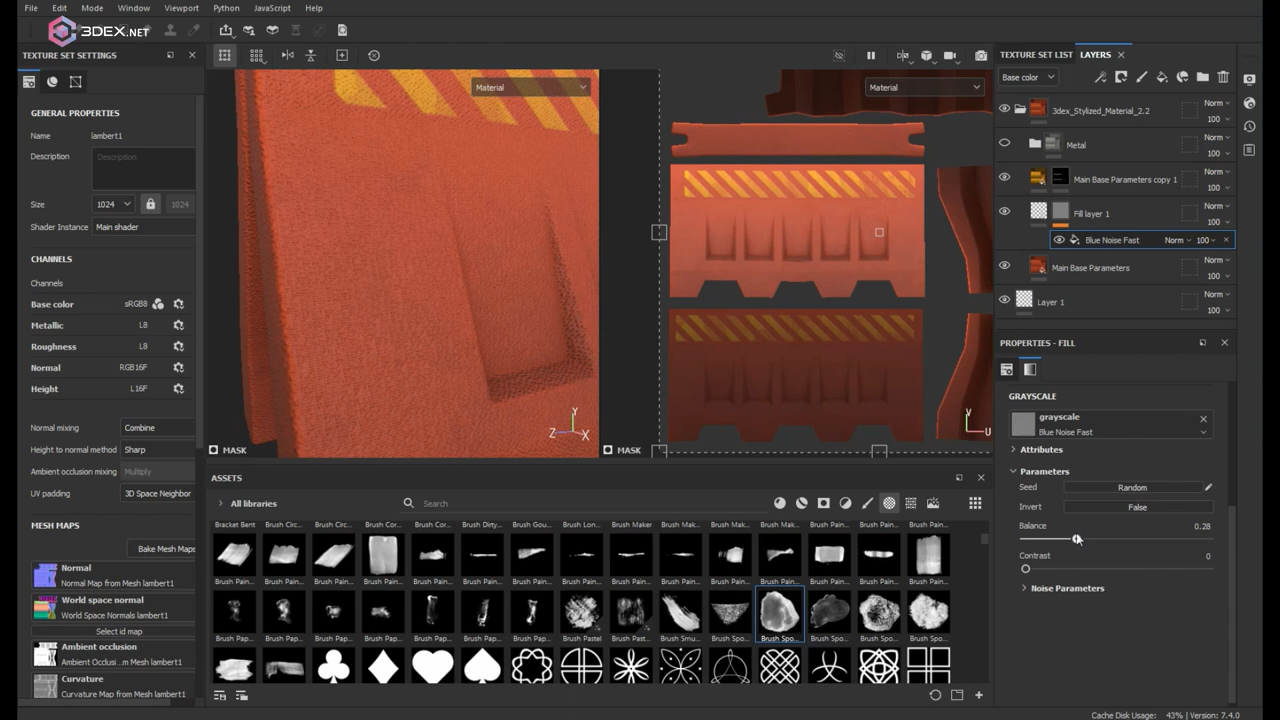 File Edit Mode Window Viewport Python JavaScript Help
3DEX.NET
TEXTURE SET SETTINGS
GENERAL PROPERTIES
Name lambert1
Description Description
Size 1024 1024
Shader Instance Main shader
CHANNELS
Channels
Base color sRGB8
Metallic L8
Roughness L8
Normal RGB16F
Height L16F
Normal mixing Combine
Height to normal method Sharp
Ambient occlusion mixing Multiply
UV padding 3D Space Neighbor
MESH MAPS
Bake Mesh Maps
Normal
Normal Map from Mesh lambert1
World space normal
World Space Normals lambert1
Select id map
Ambient occlusion
Ambient Occlusi...m Mesh lambert1
Curvature
Curvature Map from Mesh lambert1
Material
Y
Z X
MASK
Material
V
U
MASK
ASSETS
All libraries
Search
Bracket Bent Brush Circ... Brush Circ... Brush Cor... Brush Cor... Brush Dirty... Brush Gou... Brush Lon... Brush Maker Brush Mak... Brush Mak... Brush Mak... Brush Pain... Brush Pain... Brush Pain...
Brush Pain... Brush Pain... Brush Pain... Brush Pain... Brush Pain... Brush Pain... Brush Pain... Brush Pain... Brush Pain... Brush Pain... Brush Pain... Brush Pain... Brush Pain... Brush Pain... Brush Pain...
Brush Pap... Brush Pap... Brush Pap... Brush Pap... Brush Pap... Brush Pap... Brush Pap... Brush Pastel Brush Past... Brush Smu... Brush Spo... Brush Spo... Brush Spo... Brush Spo... Brush Spo...
TEXTURE SET LIST LAYERS
Base color
3dex_Stylized_Material_2.2 Norm 100
Metal Norm 100
Main Base Parameters copy 1 Norm 100
Fill layer 1 Norm 100
Blue Noise Fast Norm 100
Main Base Parameters Norm 100
Layer 1 Norm 100
PROPERTIES - FILL
GRAYSCALE
grayscale
Blue Noise Fast
Attributes
Parameters
Seed Random
Invert False
Balance 0.28
Contrast 0
Noise Parameters
Cache Disk Usage: 43% | Version: 7.4.0